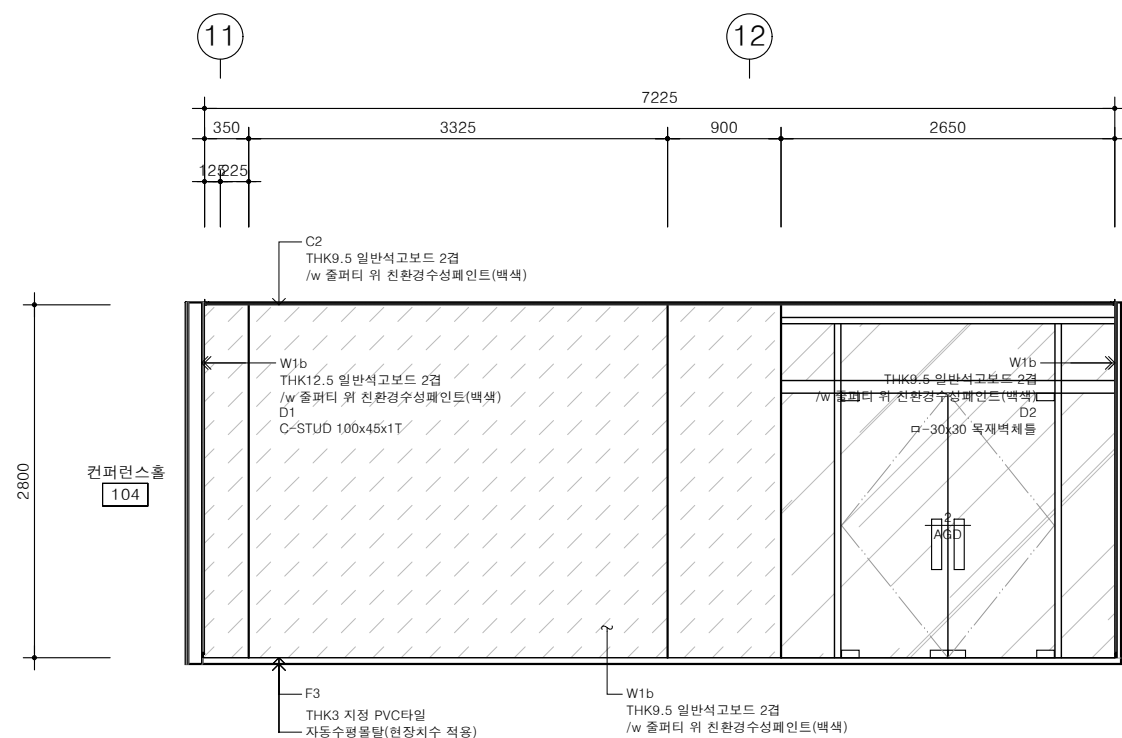 11
12
7225
350
3325
900
2650
125
225
C2
THK9.5 일반석고보드 2겹
/w 줄퍼티 위 친환경수성페인트(백색)
W1b
THK12.5 일반석고보드 2겹
/w 줄퍼티 위 친환경수성페인트(백색)
D1
C-STUD 100x45x1T
W1b
THK9.5 일반석고보드 2겹
/w 줄퍼티 위 친환경수성페인트(백색)
D2
ㅁ-30x30 목재벽체틀
2800
컨퍼런스홀
104
2
AGD
F3
THK3 지정 PVC타일
자동수평몰탈(현장치수 적용)
W1b
THK9.5 일반석고보드 2겹
/w 줄퍼티 위 친환경수성페인트(백색)